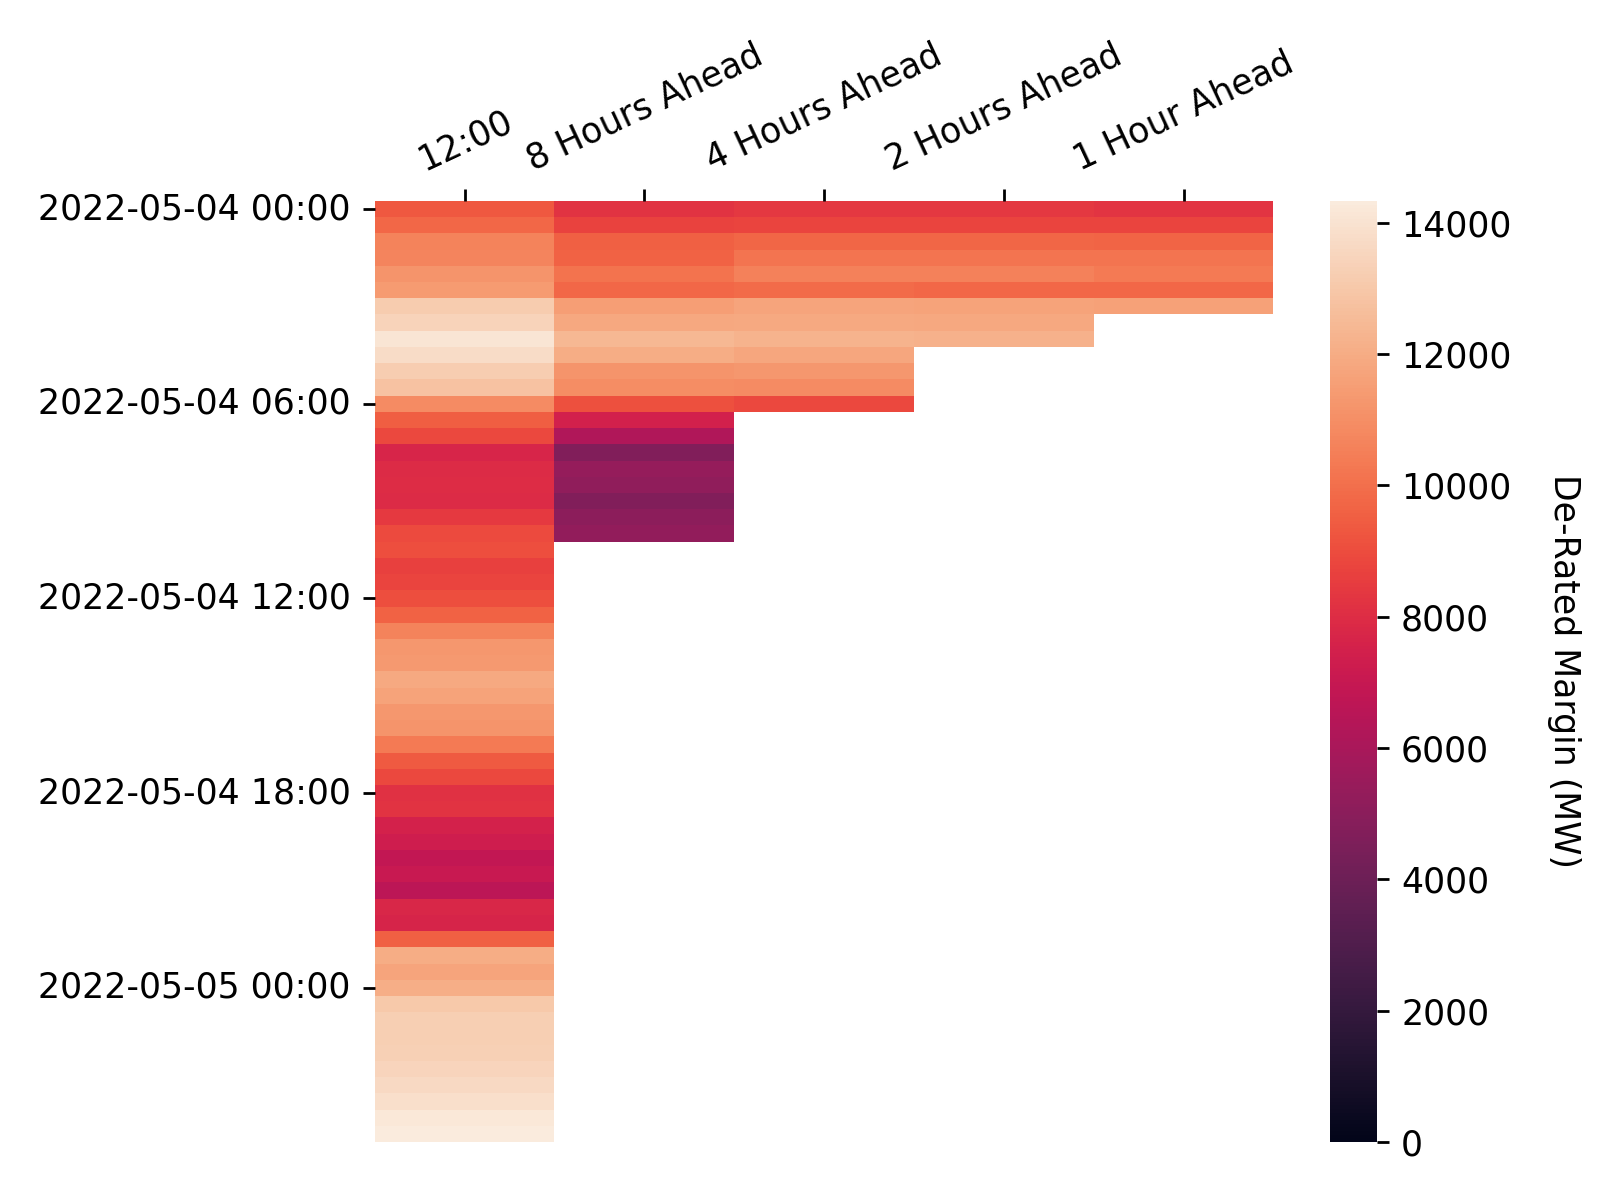 12:00
8 Hours Ahead
4 Hours Ahead
2 Hours Ahead
1 Hour Ahead
2022-05-04 00:00
2022-05-04 06:00
2022-05-04 12:00
2022-05-04 18:00
2022-05-05 00:00
14000
12000
10000
8000
6000
4000
2000
0
De-Rated Margin (MW)